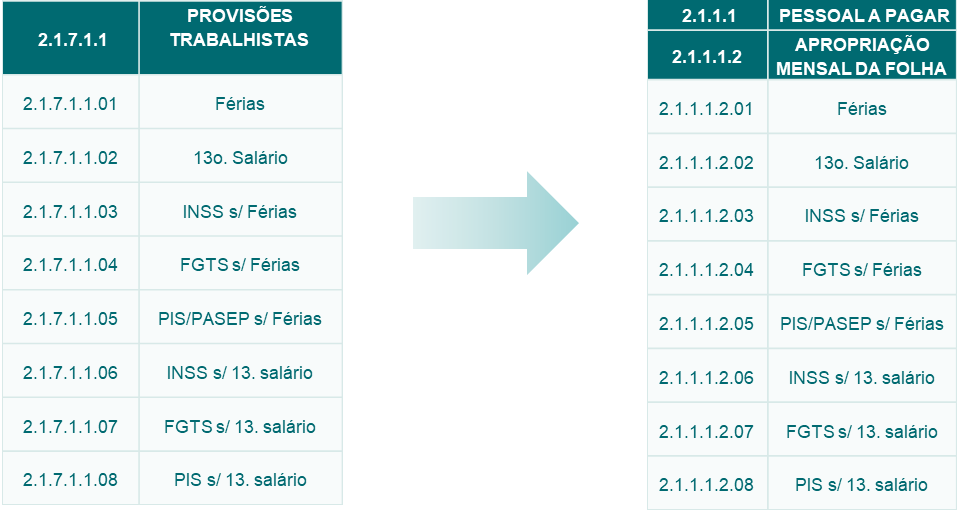 2.1.7.1.1
PROVISÕES
TRABALHISTAS
2.1.7.1.1.01 Férias
2.1.7.1.1.02 13o. Salário
2.1.7.1.1.03 INSS s/ Férias
2.1.7.1.1.04 FGTS s/ Férias
2.1.7.1.1.05 PIS/PASEP s/ Férias
2.1.7.1.1.06 INSS s/ 13. salário
2.1.7.1.1.07 FGTS s/ 13. salário
2.1.7.1.1.08 PIS s/ 13. salário
2.1.1.1 PESSOAL A PAGAR
2.1.1.1.2
APROPRIAÇÃO
MENSAL DA FOLHA
2.1.1.1.2.01 Férias
2.1.1.1.2.02 13o. Salário
2.1.1.1.2.03 INSS s/ Férias
2.1.1.1.2.04 FGTS s/ Férias
2.1.1.1.2.05 PIS/PASEP s/ Férias
2.1.1.1.2.06 INSS s/ 13. salário
2.1.1.1.2.07 FGTS s/ 13. salário
2.1.1.1.2.08 PIS s/ 13. salário